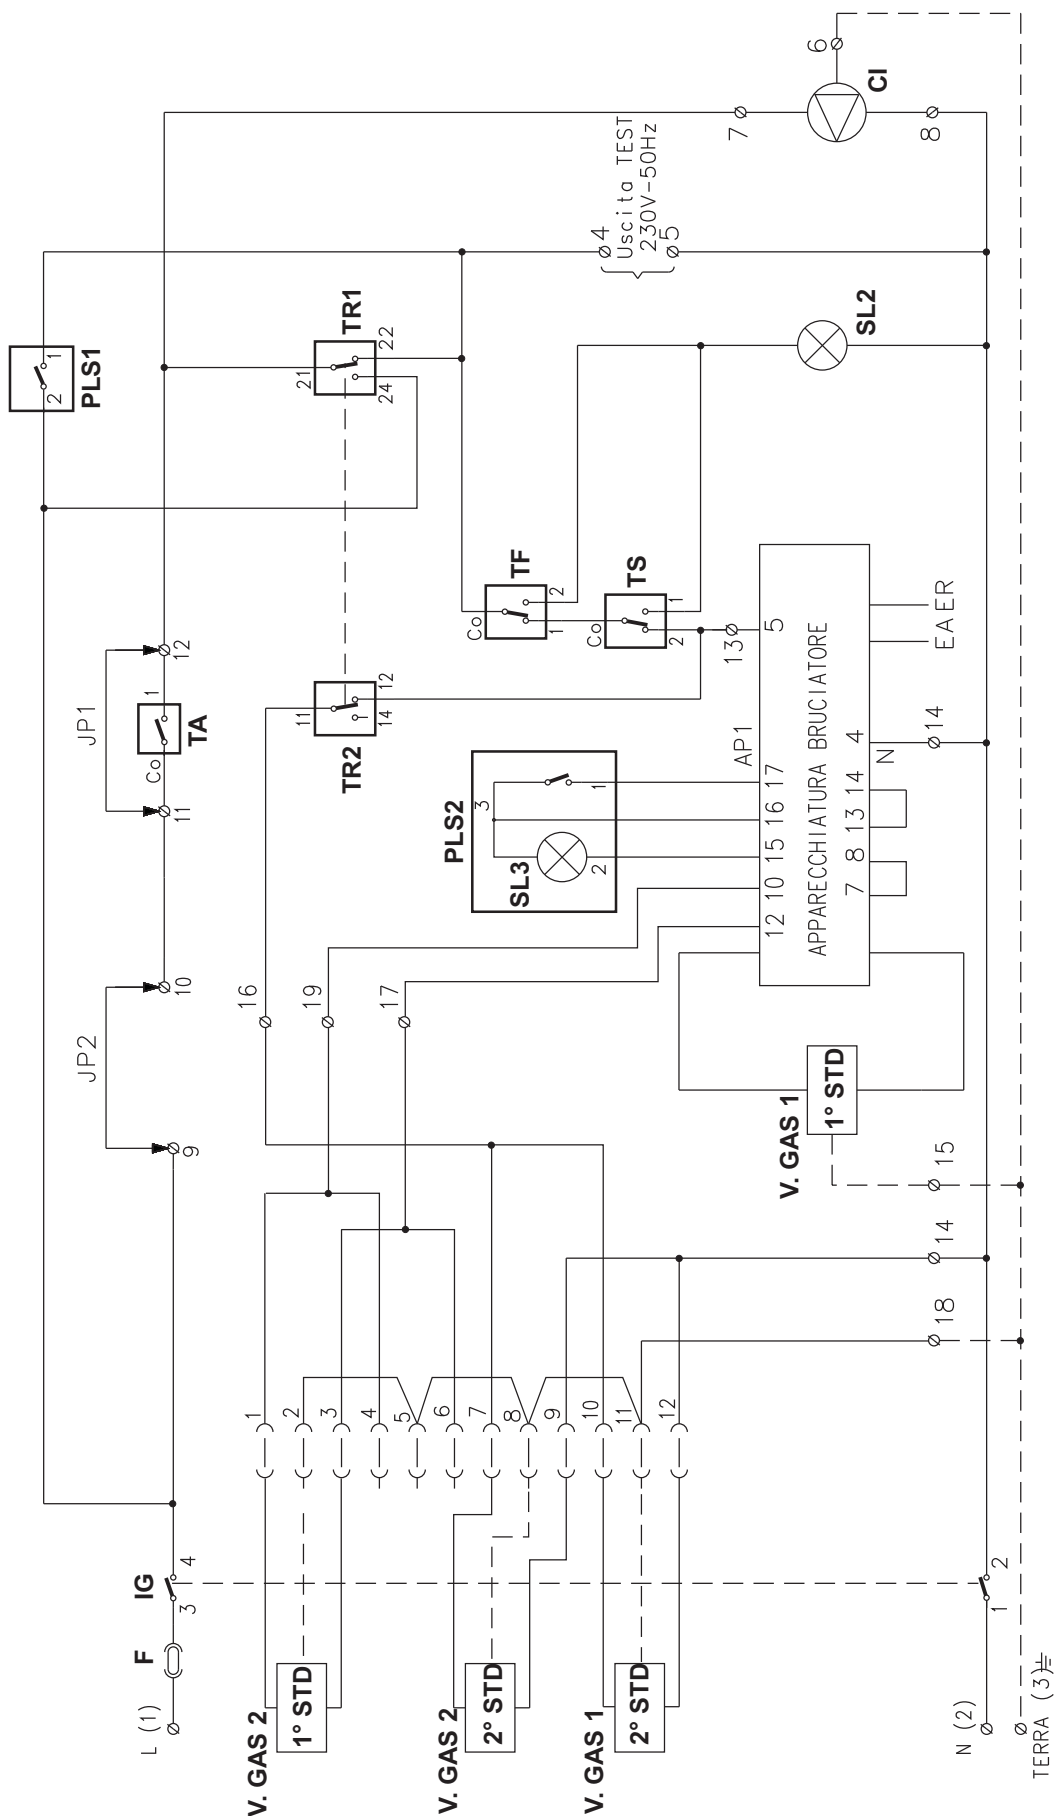 L (1)
F
IG
3
4
9
JP2
10
11
JP1
Co
1
TA
12
PLS1
2
1
TR1
21
22
24
TR2
11
12
14
TF
Co
1
2
TS
Co
2
1
13
Uscita TEST
230V-50Hz
4
5
SL2
CI
6
7
8
PLS2
SL3
3
2
1
AP1
APPARECCHIATURA BRUCIATORE
12
10
15
16
17
5
7
8
13
14
4
N
14
EA
ER
16
19
17
V. GAS 1
1° STD
15
14
18
1
2
3
4
5
6
7
8
9
10
11
12
V. GAS 2
1° STD
V. GAS 2
2° STD
V. GAS 1
2° STD
N (2)
1
2
TERRA (3)